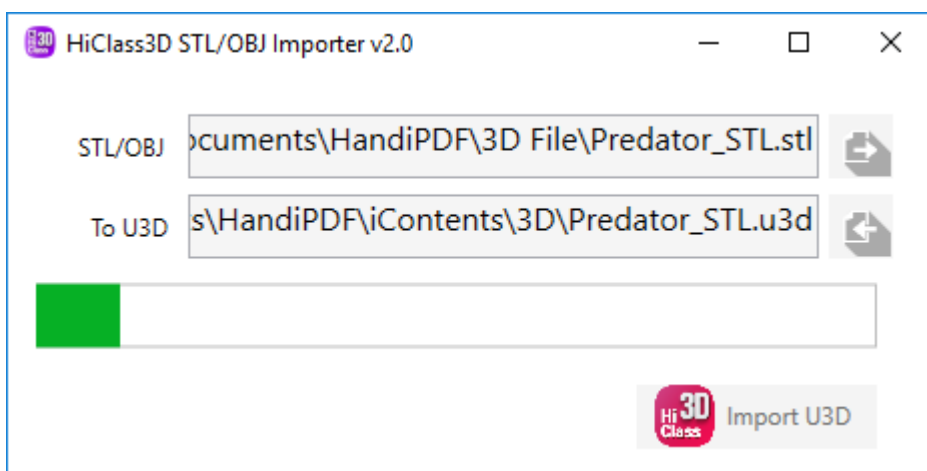 HiClass3D STL/OBJ Importer v2.0
STL/OBJ ocuments\HandiPDF\3D File\Predator_STL.stl
To U3D s\HandiPDF\iContents\3D\Predator_STL.u3d
Hi 3D Class Import U3D